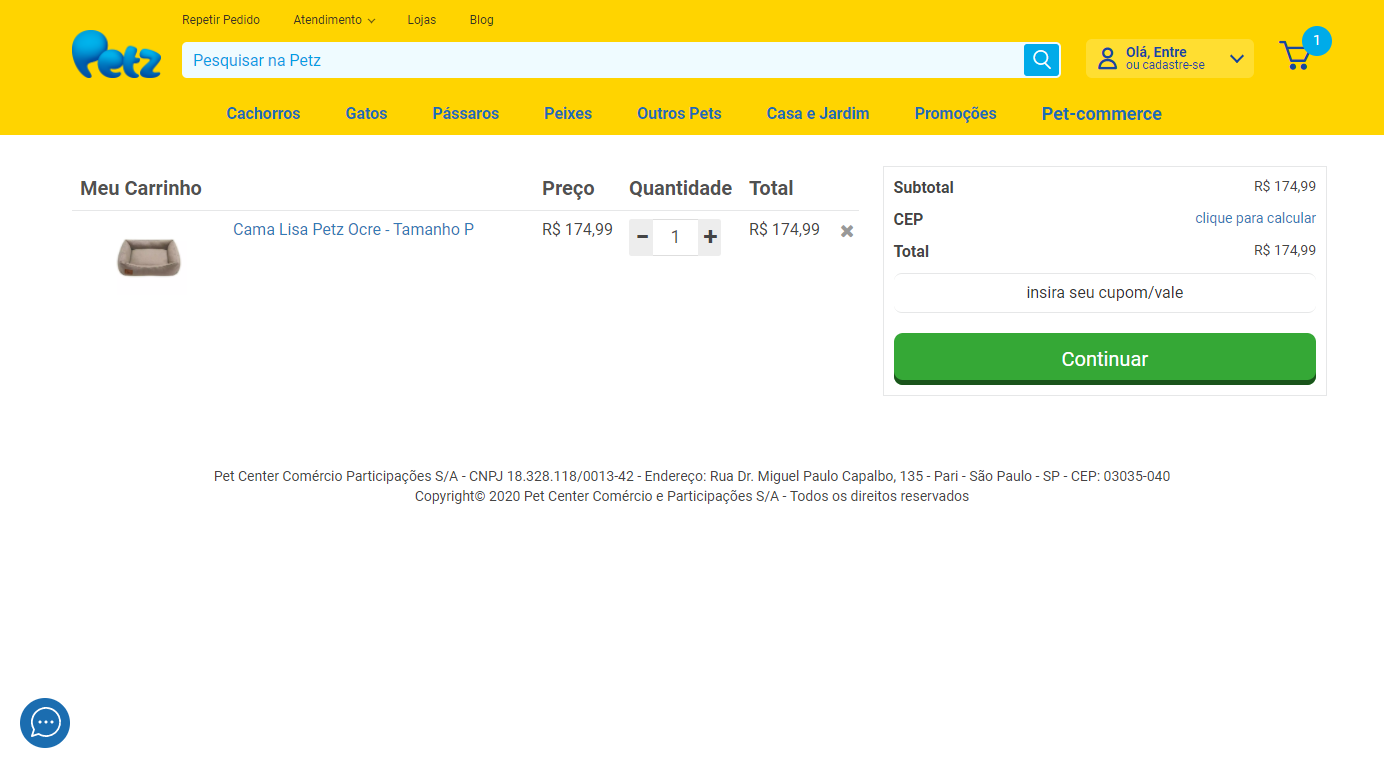 Repetir Pedido Atendimento Lojas Blog
Petz
Pesquisar na Petz
Olá, Entre
ou cadastre-se
1
Cachorros Gatos Pássaros Peixes Outros Pets Casa e Jardim Promoções Pet-commerce
Meu Carrinho Preço Quantidade Total
Cama Lisa Petz Ocre - Tamanho P R$ 174,99 − 1 + R$ 174,99 ✖
Subtotal R$ 174,99
CEP clique para calcular
Total R$ 174,99
insira seu cupom/vale
Continuar
Pet Center Comércio Participações S/A - CNPJ 18.328.118/0013-42 - Endereço: Rua Dr. Miguel Paulo Capalbo, 135 - Pari - São Paulo - SP - CEP: 03035-040
Copyright© 2020 Pet Center Comércio e Participações S/A - Todos os direitos reservados